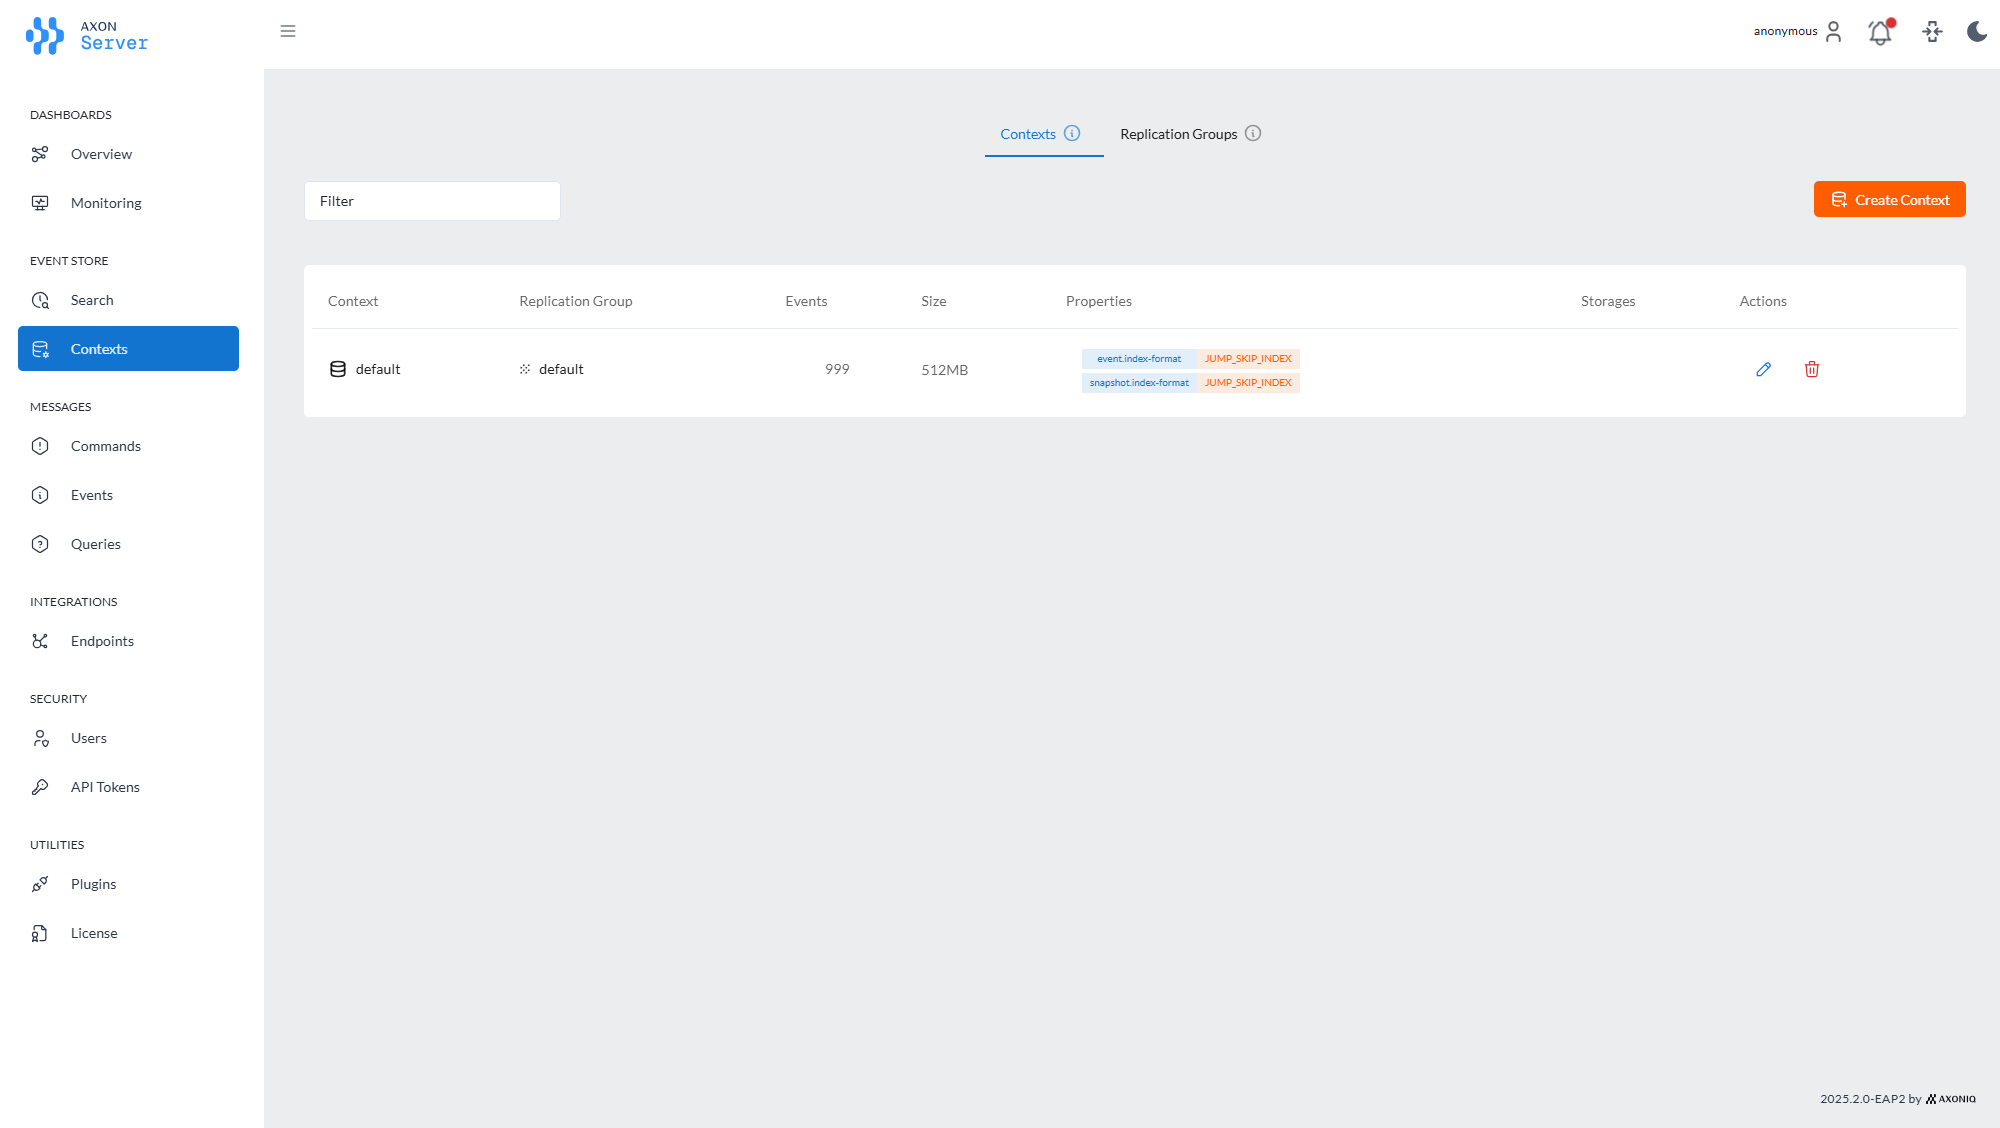 AXON
Server
anonymous
DASHBOARDS
Overview
Monitoring
EVENT STORE
Search
Contexts
MESSAGES
Commands
Events
Queries
INTEGRATIONS
Endpoints
SECURITY
Users
API Tokens
UTILITIES
Plugins
License
Contexts
Replication Groups
Filter
Create Context
Context Replication Group Events Size Properties Storages Actions
default default 999 512MB
event.index-format JUMP_SKIP_INDEX
snapshot.index-format JUMP_SKIP_INDEX
2025.2.0-EAP2 by AXONIQ